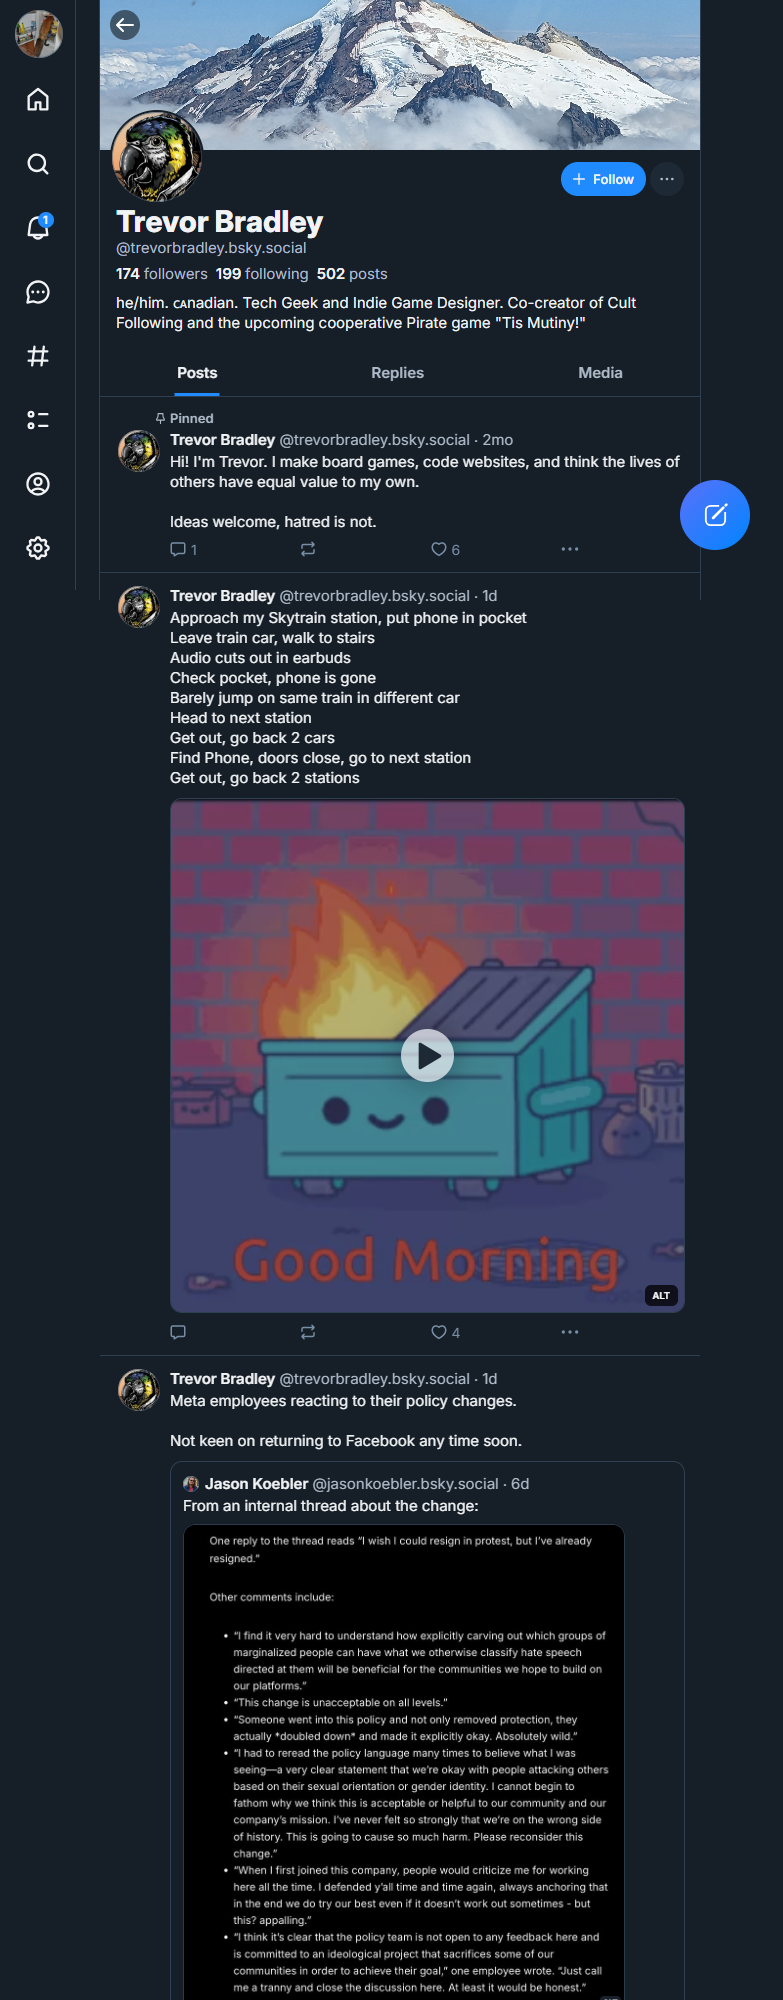 1
+ Follow
Trevor Bradley
@trevorbradley.bsky.social
174 followers 199 following 502 posts
he/him. ᴄᴀnadian. Tech Geek and Indie Game Designer. Co-creator of Cult
Following and the upcoming cooperative Pirate game "Tis Mutiny!"
Posts Replies Media
Pinned
Trevor Bradley @trevorbradley.bsky.social · 2mo
Hi! I'm Trevor. I make board games, code websites, and think the lives of
others have equal value to my own.
Ideas welcome, hatred is not.
1 6
Trevor Bradley @trevorbradley.bsky.social · 1d
Approach my Skytrain station, put phone in pocket
Leave train car, walk to stairs
Audio cuts out in earbuds
Check pocket, phone is gone
Barely jump on same train in different car
Head to next station
Get out, go back 2 cars
Find Phone, doors close, go to next station
Get out, go back 2 stations
Good Morning
ALT
4
Trevor Bradley @trevorbradley.bsky.social · 1d
Meta employees reacting to their policy changes.
Not keen on returning to Facebook any time soon.
Jason Koebler @jasonkoebler.bsky.social · 6d
From an internal thread about the change:
One reply to the thread reads “I wish I could resign in protest, but I’ve already
resigned.”
Other comments include:
• “I find it very hard to understand how explicitly carving out which groups of
marginalized people can have what we otherwise classify hate speech
directed at them will be beneficial for the communities we hope to build on
our platforms.”
• “This change is unacceptable on all levels.”
• “Someone went into this policy and not only removed protection, they
actually *doubled down* and made it explicitly okay. Absolutely wild.”
• “I had to reread the policy language many times to believe what I was
seeing—a very clear statement that we’re okay with people attacking others
based on their sexual orientation or gender identity. I cannot begin to
fathom why we think this is acceptable or helpful to our community and our
company’s mission. I’ve never felt so strongly that we’re on the wrong side
of history. This is going to cause so much harm. Please reconsider this
change.”
• “When I first joined this company, people would criticize me for working
here all the time. I defended y’all time and time again, always anchoring that
in the end we do try our best even if it doesn’t work out sometimes - but
this? appalling.”
• “I think it’s clear that the policy team is not open to any feedback here and
is committed to an ideological project that sacrifices some of our
communities in order to achieve their goal,” one employee wrote. “Just call
me a tranny and close the discussion here. At least it would be honest.”